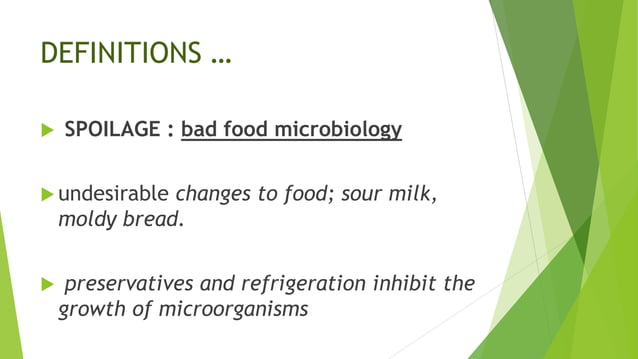 DEFINITIONS …
SPOILAGE : bad food microbiology
undesirable changes to food; sour milk,
moldy bread.
preservatives and refrigeration inhibit the
growth of microorganisms